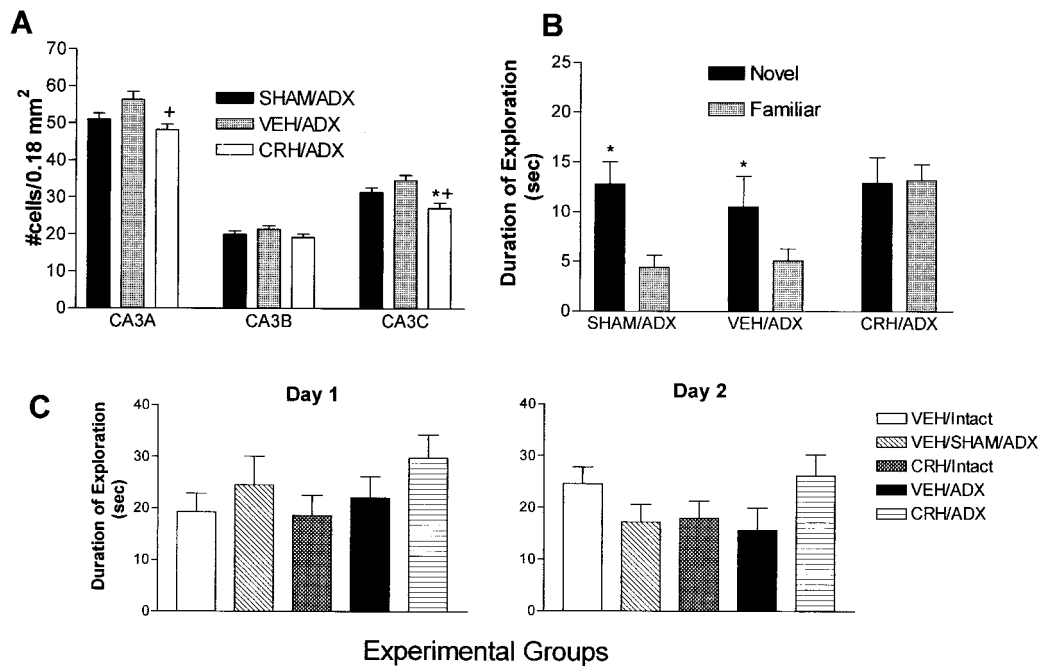 A
#cells/0.18 mm²
70
60
50
40
30
20
10
0
SHAM/ADX
VEH/ADX
CRH/ADX
+
*+
CA3A CA3B CA3C
B
Duration of Exploration
(sec)
25
20
15
10
5
0
Novel
Familiar
*
*
SHAM/ADX VEH/ADX CRH/ADX
C
Day 1
Duration of Exploration
(sec)
40
30
20
10
0
Day 2
40
30
20
10
0
VEH/Intact
VEH/SHAM/ADX
CRH/Intact
VEH/ADX
CRH/ADX
Experimental Groups